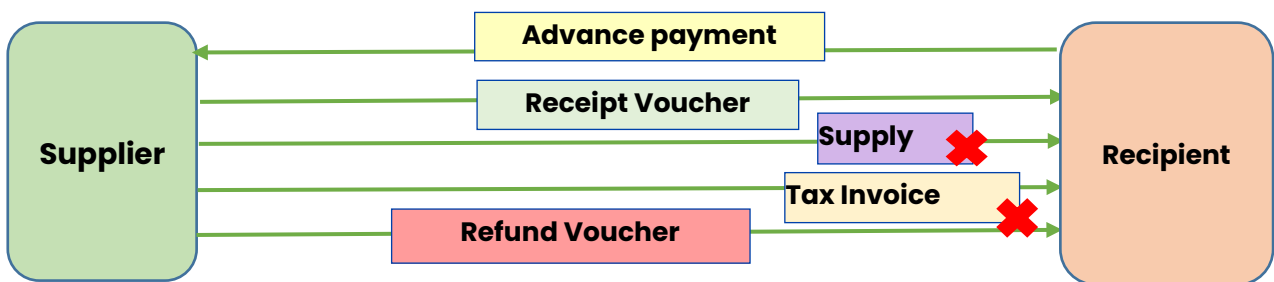 Advance payment
Receipt Voucher
Supply
Supplier
Recipient
Tax Invoice
Refund Voucher